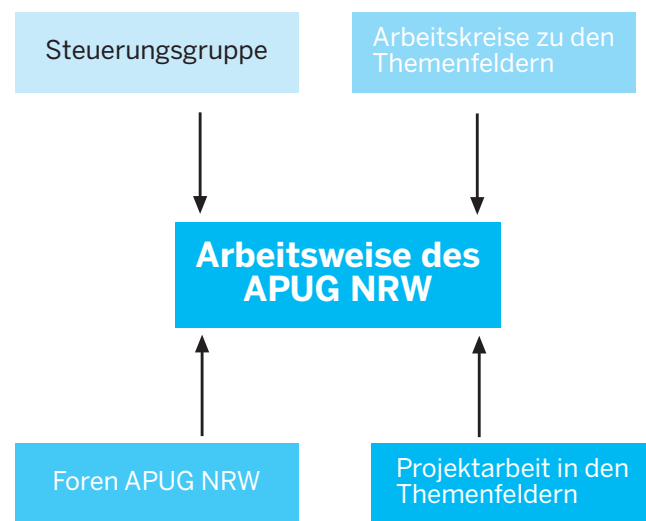 Steuerungsgruppe
Arbeitskreise zu den
Themenfeldern
Arbeitsweise des
APUG NRW
Foren APUG NRW
Projektarbeit in den
Themenfeldern